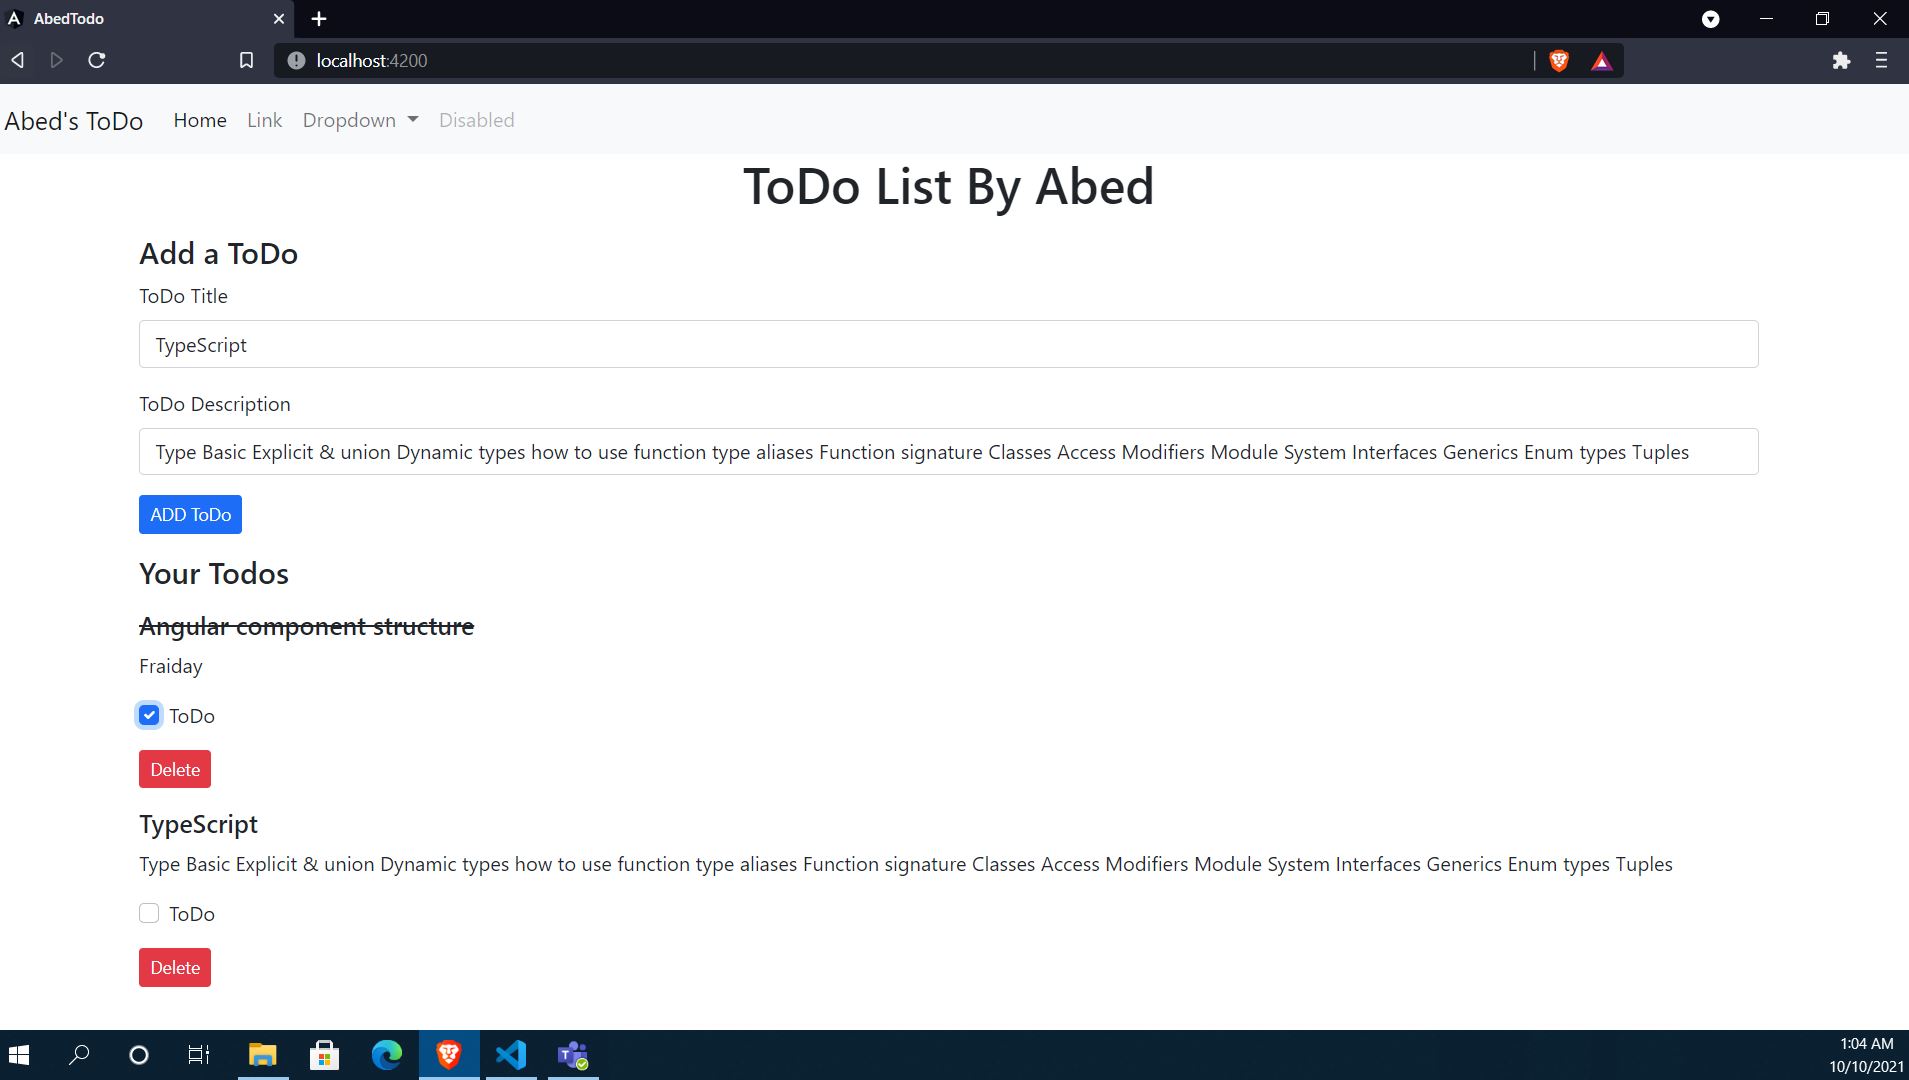 AbedTodo
localhost:4200
Abed's ToDo Home Link Dropdown Disabled
ToDo List By Abed
Add a ToDo
ToDo Title
TypeScript
ToDo Description
Type Basic Explicit & union Dynamic types how to use function type aliases Function signature Classes Access Modifiers Module System Interfaces Generics Enum types Tuples
ADD ToDo
Your Todos
Angular component structure
Fraiday
ToDo
Delete
TypeScript
Type Basic Explicit & union Dynamic types how to use function type aliases Function signature Classes Access Modifiers Module System Interfaces Generics Enum types Tuples
ToDo
Delete
1:04 AM
10/10/2021